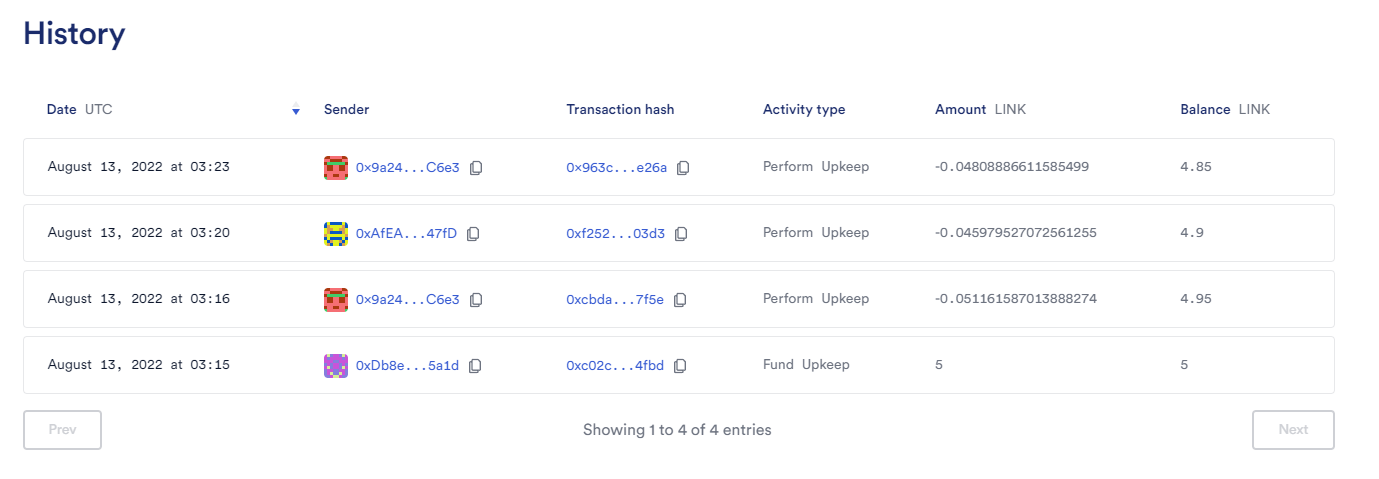 History
Date UTC Sender Transaction hash Activity type Amount LINK Balance LINK
August 13, 2022 at 03:23 0x9a24...C6e3 0x963c...e26a Perform Upkeep -0.04808886611585499 4.85
August 13, 2022 at 03:20 0xAfEA...47fD 0xf252...03d3 Perform Upkeep -0.045979527072561255 4.9
August 13, 2022 at 03:16 0x9a24...C6e3 0xcbda...7f5e Perform Upkeep -0.051161587013888274 4.95
August 13, 2022 at 03:15 0xDb8e...5a1d 0xc02c...4fbd Fund Upkeep 5 5
Prev Showing 1 to 4 of 4 entries Next